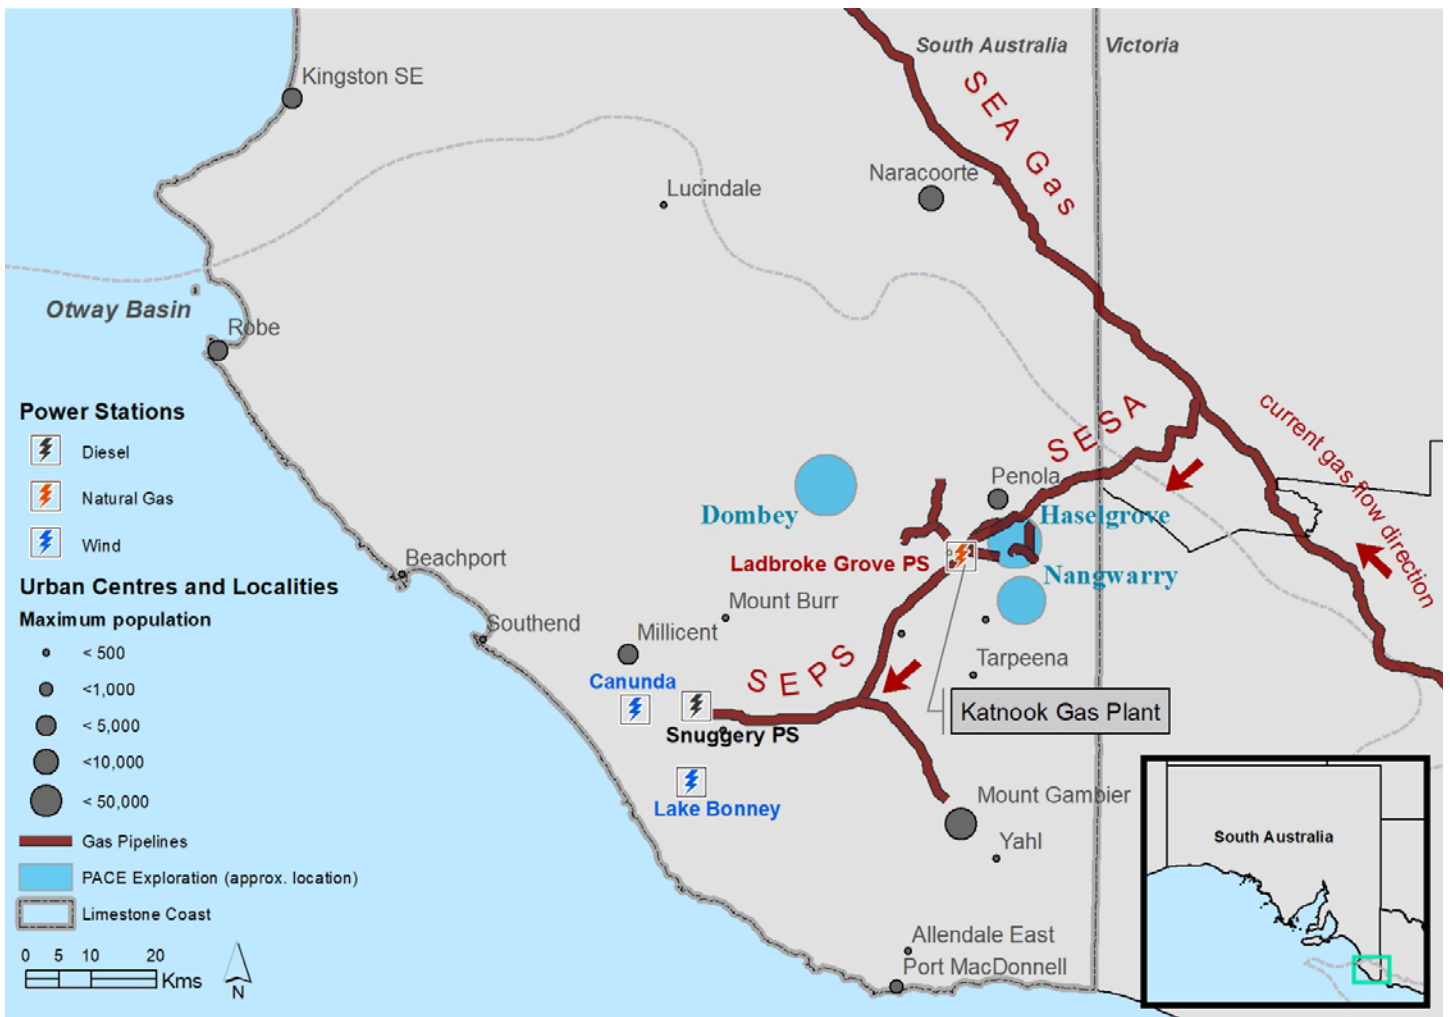 South Australia
Victoria
Kingston SE
SEA Gas
Naracoorte
Lucindale
Otway Basin
Robe
Power Stations
Diesel
Natural Gas
Wind
SESA
current gas flow direction
Penola
Dombey
Haselgrove
Ladbroke Grove PS
Nangwarry
Beachport
Mount Burr
Southend
Millicent
Tarpeena
SEPS
Canunda
Katnook Gas Plant
Snuggery PS
Lake Bonney
Mount Gambier
Yahl
Allendale East
Port MacDonnell
Urban Centres and Localities
Maximum population
< 500
<1,000
< 5,000
<10,000
< 50,000
Gas Pipelines
PACE Exploration (approx. location)
Limestone Coast
0 5 10 20
Kms
N
South Australia